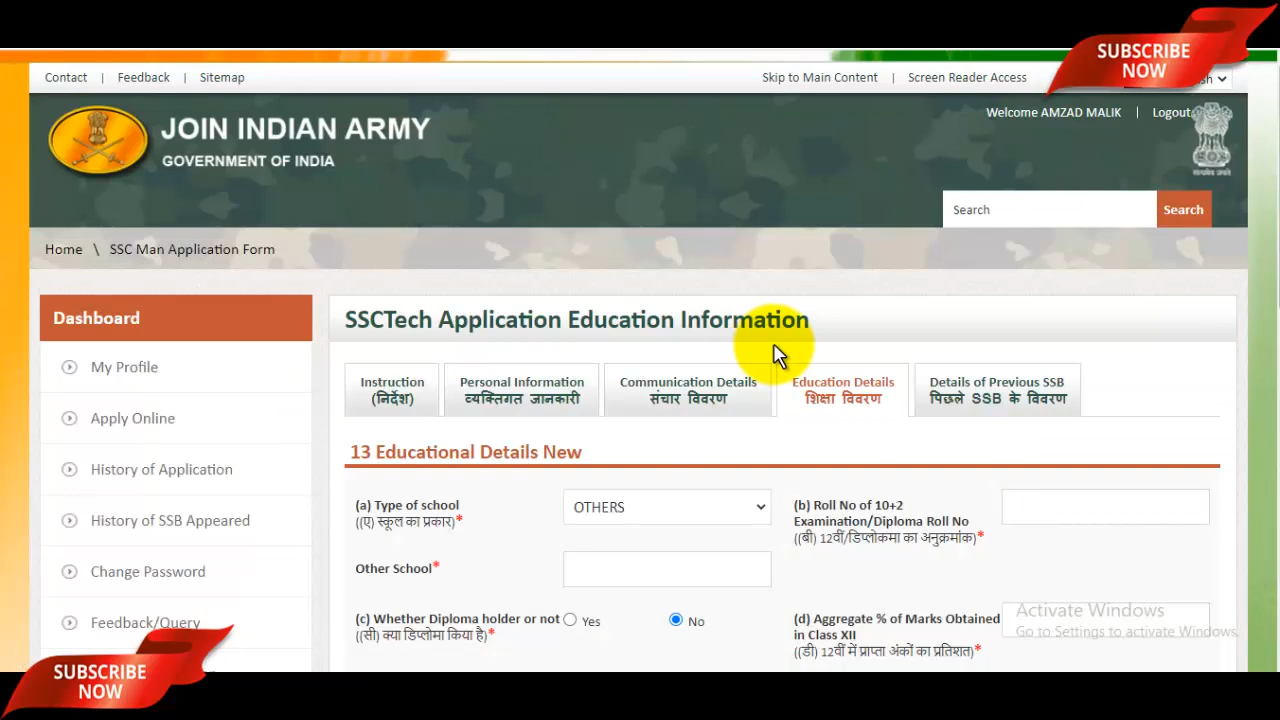 SUBSCRIBE
NOW
Contact | Feedback | Sitemap
Skip to Main Content | Screen Reader Access
JOIN INDIAN ARMY
GOVERNMENT OF INDIA
Welcome AMZAD MALIK | Logout
Search Search
Home \ SSC Man Application Form
Dashboard
My Profile
Apply Online
History of Application
History of SSB Appeared
Change Password
Feedback/Query
SSCTech Application Education Information
Instruction
(निर्देश)
Personal Information
व्यक्तिगत जानकारी
Communication Details
संचार विवरण
Education Details
शिक्षा विवरण
Details of Previous SSB
पिछले SSB के विवरण
13 Educational Details New
(a) Type of school
((ए) स्कूल का प्रकार)*
OTHERS
(b) Roll No of 10+2
Examination/Diploma Roll No
((बी) 12वीं/डिप्लोकमा का अनुक्रमांक)*
Other School*
(c) Whether Diploma holder or not
((सी) क्या डिप्लोमा किया है)*
Yes No
(d) Aggregate % of Marks Obtained
in Class XII
((डी) 12वीं में प्राप्ता अंकों का प्रतिशत)*
Activate Windows
Go to Settings to activate Windows.
SUBSCRIBE
NOW